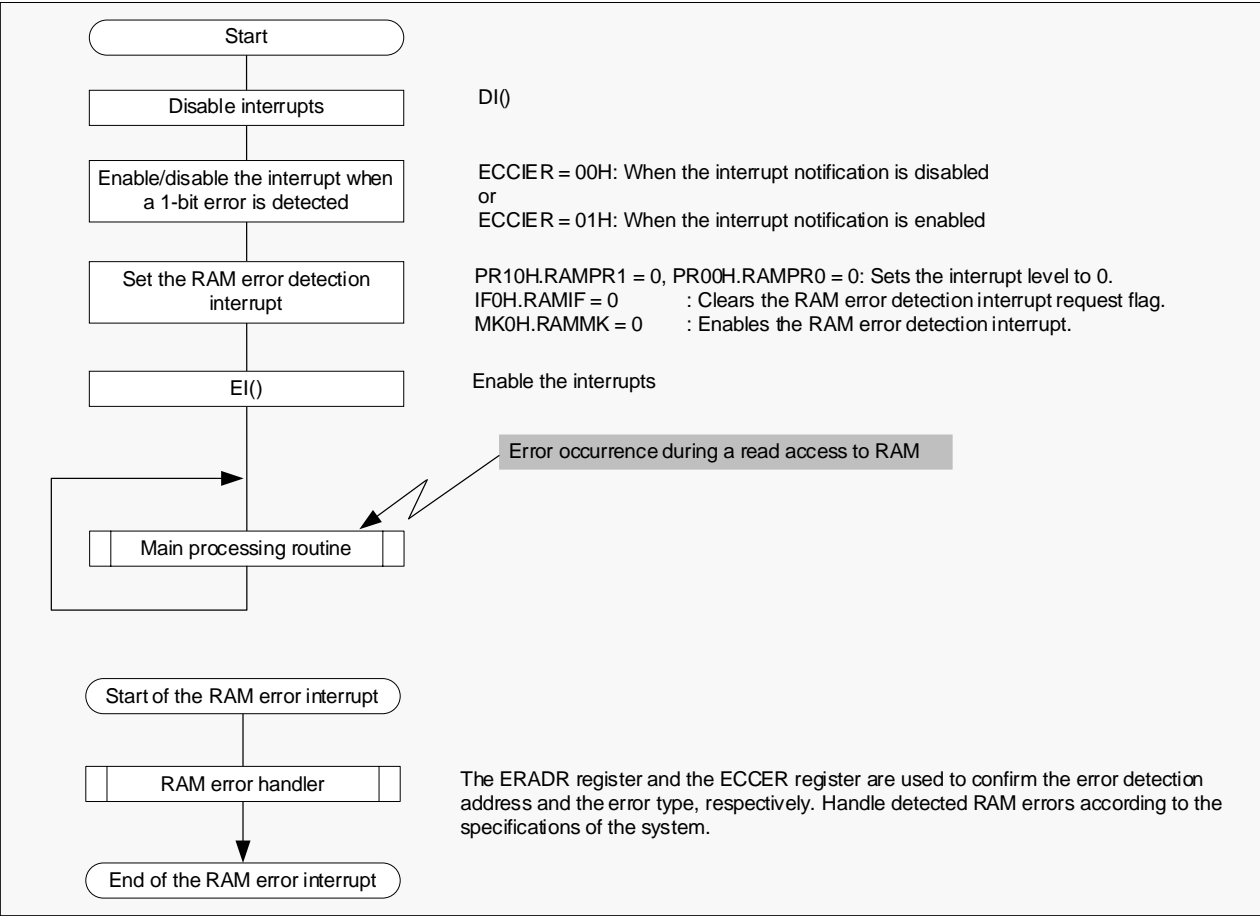 Start
Disable interrupts
DI()
Enable/disable the interrupt when
a 1-bit error is detected
ECCIER = 00H: When the interrupt notification is disabled
or
ECCIER = 01H: When the interrupt notification is enabled
Set the RAM error detection
interrupt
PR10H.RAMPR1 = 0, PR00H.RAMPR0 = 0: Sets the interrupt level to 0.
IF0H.RAMIF = 0 : Clears the RAM error detection interrupt request flag.
MK0H.RAMMK = 0 : Enables the RAM error detection interrupt.
EI()
Enable the interrupts
Error occurrence during a read access to RAM
Main processing routine
Start of the RAM error interrupt
RAM error handler
The ERADR register and the ECCER register are used to confirm the error detection
address and the error type, respectively. Handle detected RAM errors according to the
specifications of the system.
End of the RAM error interrupt